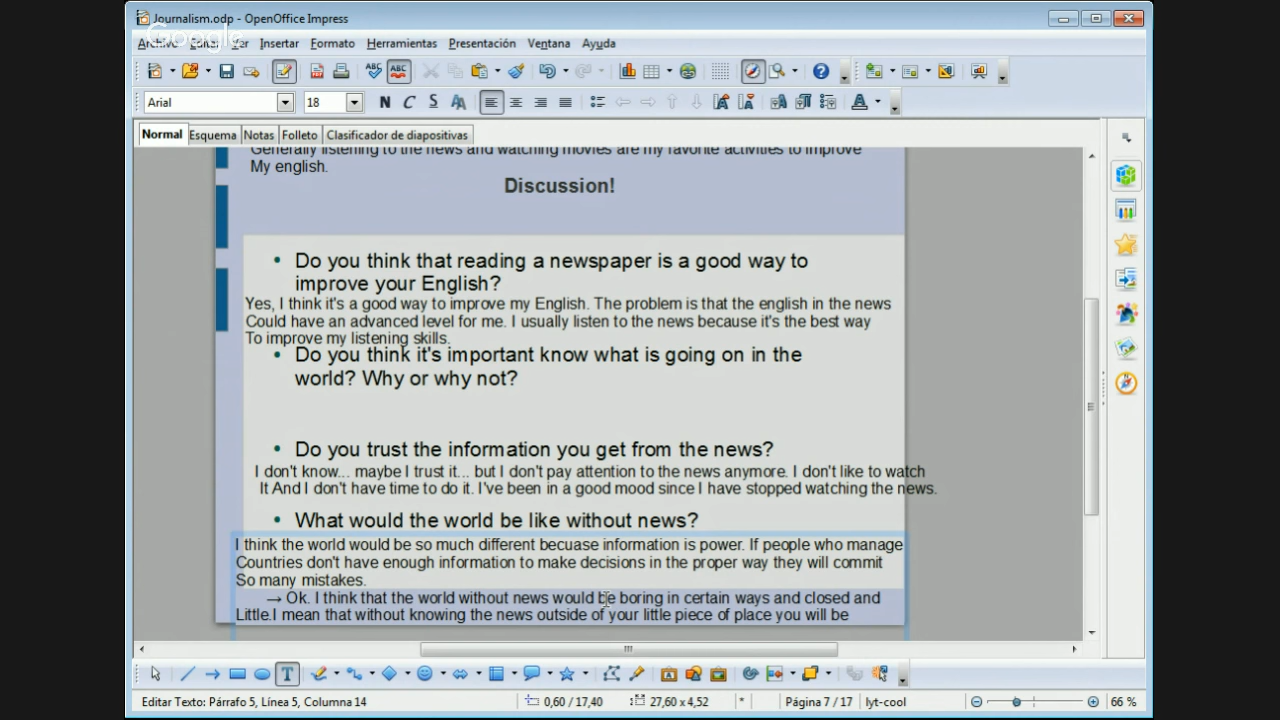 Journalism.odp - OpenOffice Impress
Google
Archivo Editar Ver Insertar Formato Herramientas Presentación Ventana Ayuda
Arial 18 N C S
Normal Esquema Notas Folleto Clasificador de diapositivas
Generally listening to the news and watching movies are my favorite activities to improve
My english.
Discussion!
• Do you think that reading a newspaper is a good way to
improve your English?
Yes, I think it's a good way to improve my English. The problem is that the english in the news
Could have an advanced level for me. I usually listen to the news because it's the best way
To improve my listening skills.
• Do you think it's important know what is going on in the
world? Why or why not?
• Do you trust the information you get from the news?
I don't know... maybe I trust it... but I don't pay attention to the news anymore. I don't like to watch
It And I don't have time to do it. I've been in a good mood since I have stopped watching the news.
• What would the world be like without news?
I think the world would be so much different becuase information is power. If people who manage
Countries don't have enough information to make decisions in the proper way they will commit
So many mistakes.
→ Ok. I think that the world without news would be boring in certain ways and closed and
Little.I mean that without knowing the news outside of your little piece of place you will be
Editar Texto: Párrafo 5, Línea 5, Columna 14 0,60 / 17,40 27,60 x 4,52 * Página 7 / 17 lyt-cool 66 %